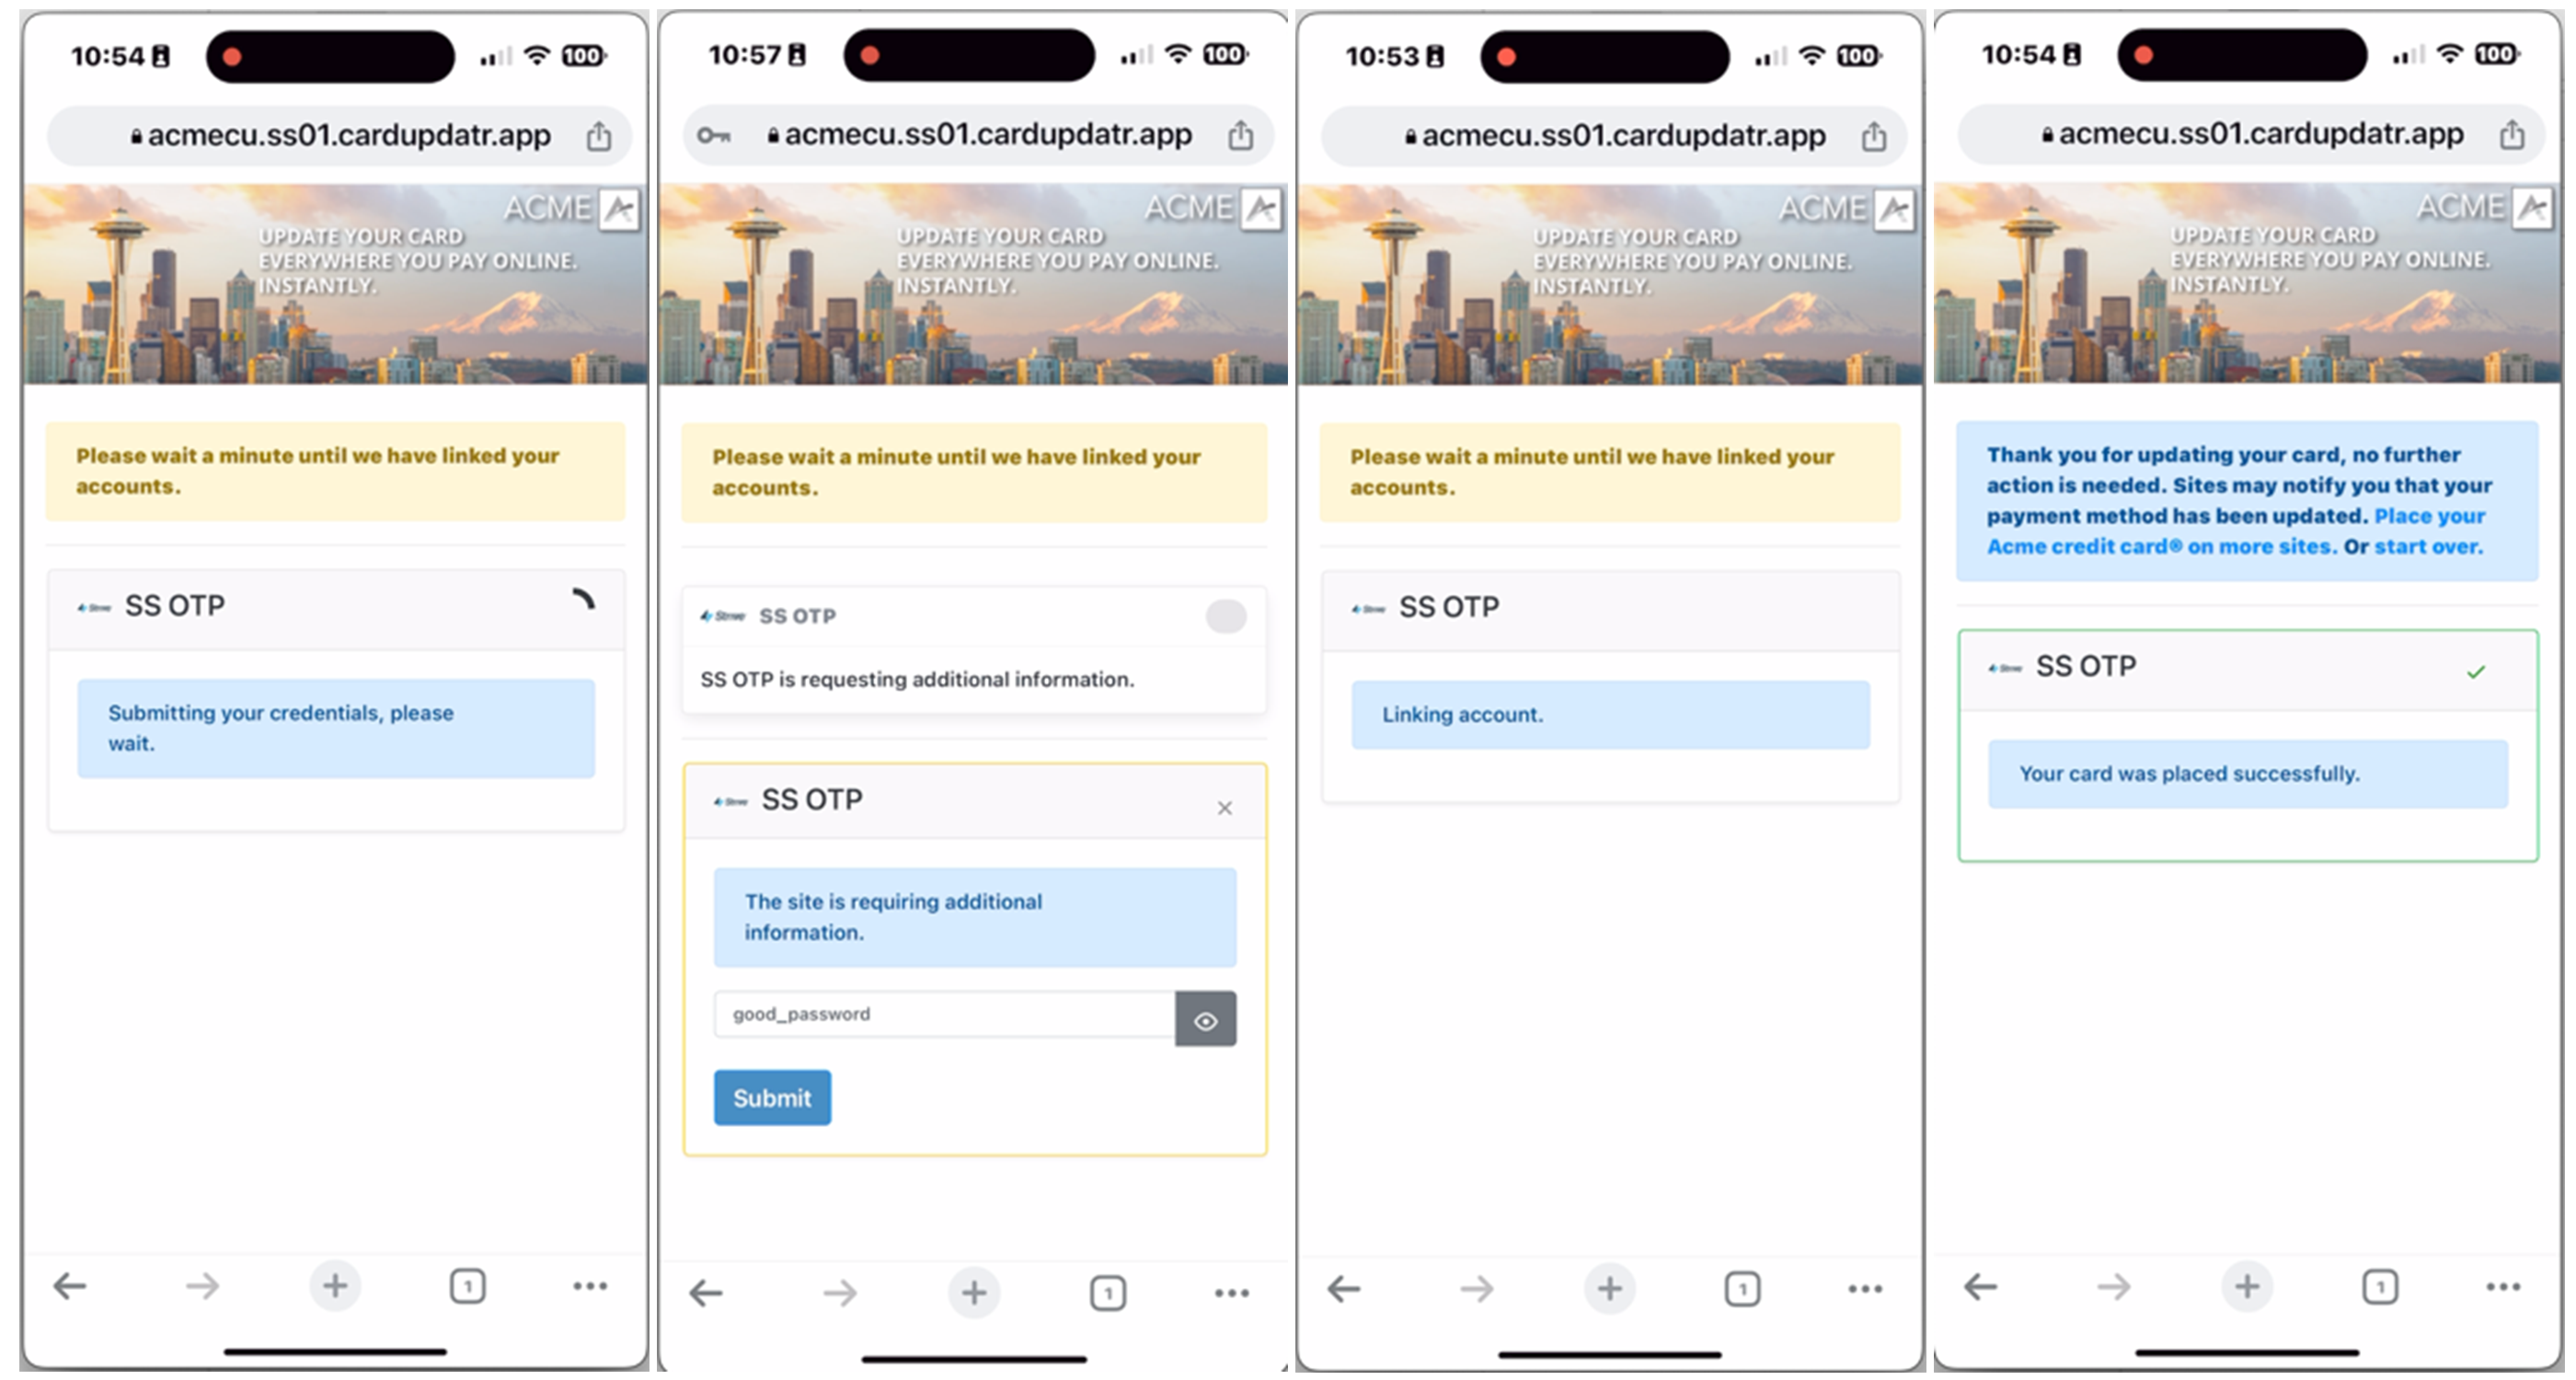 10:54
100
acmecu.ss01.cardupdatr.app
ACME
UPDATE YOUR CARD
EVERYWHERE YOU PAY ONLINE.
INSTANTLY.
Please wait a minute until we have linked your
accounts.
SS OTP
Submitting your credentials, please
wait.
1
10:57
100
acmecu.ss01.cardupdatr.app
ACME
UPDATE YOUR CARD
EVERYWHERE YOU PAY ONLINE.
INSTANTLY.
Please wait a minute until we have linked your
accounts.
SS OTP
SS OTP is requesting additional information.
SS OTP
The site is requiring additional
information.
good_password
Submit
1
10:53
100
acmecu.ss01.cardupdatr.app
ACME
UPDATE YOUR CARD
EVERYWHERE YOU PAY ONLINE.
INSTANTLY.
Please wait a minute until we have linked your
accounts.
SS OTP
Linking account.
1
10:54
100
acmecu.ss01.cardupdatr.app
ACME
UPDATE YOUR CARD
EVERYWHERE YOU PAY ONLINE.
INSTANTLY.
Thank you for updating your card, no further
action is needed. Sites may notify you that your
payment method has been updated. Place your
Acme credit card® on more sites. Or start over.
SS OTP
Your card was placed successfully.
1